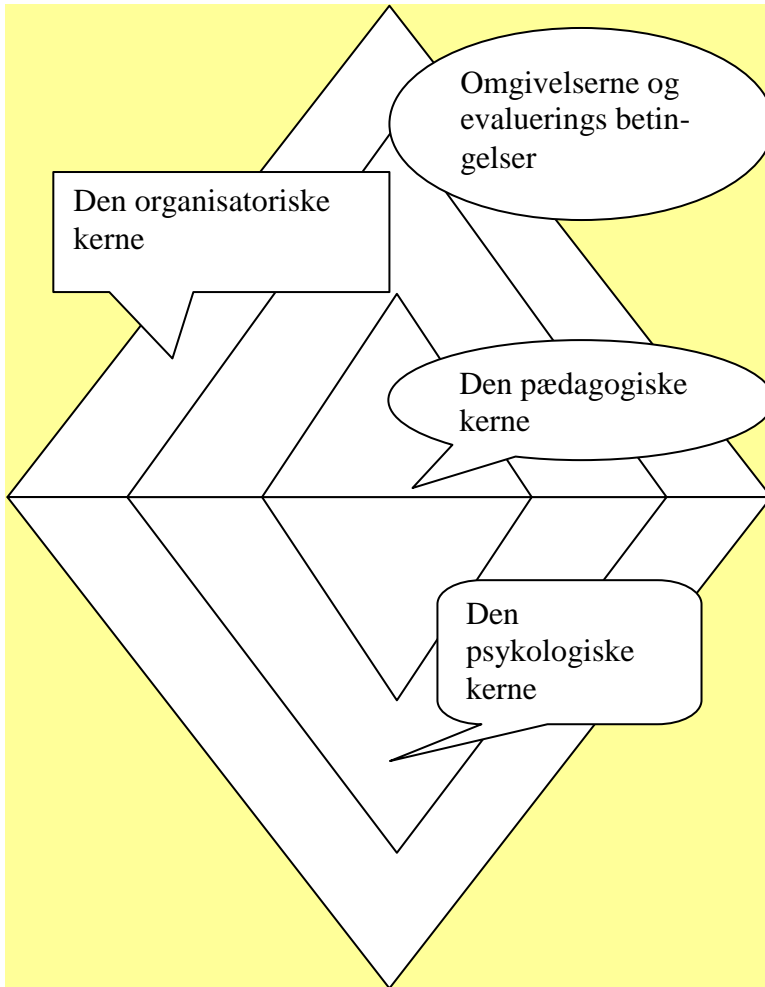 Omgivelserne og
evaluerings betin-
gelser
Den organisatoriske
kerne
Den pædagogiske
kerne
Den
psykologiske
kerne